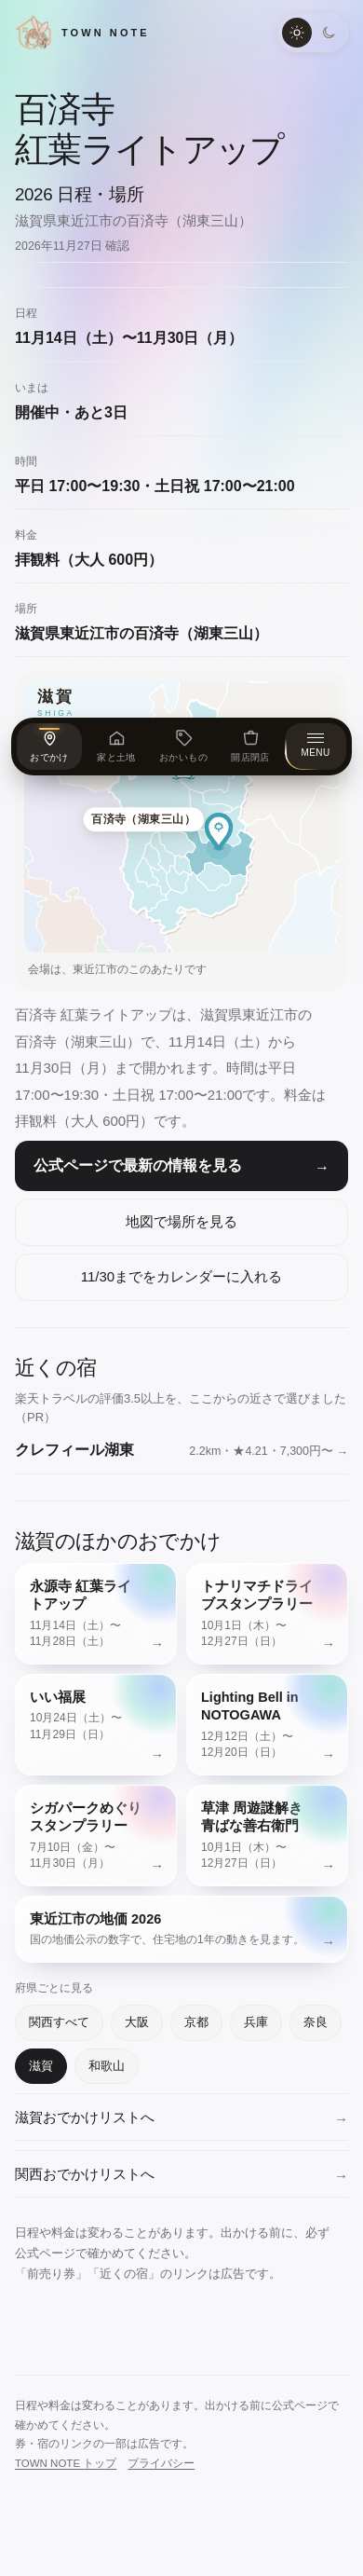 TOWN NOTE
百済寺
紅葉ライトアップ
2026 日程・場所
滋賀県東近江市の百済寺（湖東三山）
2026年11月27日 確認
日程
11月14日（土）〜11月30日（月）
いまは
開催中・あと3日
時間
平日 17:00〜19:30・土日祝 17:00〜21:00
料金
拝観料（大人 600円）
場所
滋賀県東近江市の百済寺（湖東三山）
滋賀
SHIGA
おでかけ
家と土地
おかいもの
開店閉店
MENU
百済寺（湖東三山）
会場は、東近江市のこのあたりです
百済寺 紅葉ライトアップは、滋賀県東近江市の
百済寺（湖東三山）で、11月14日（土）から
11月30日（月）まで開かれます。時間は平日
17:00〜19:30・土日祝 17:00〜21:00です。料金は
拝観料（大人 600円）です。
公式ページで最新の情報を見る →
地図で場所を見る
11/30までをカレンダーに入れる
近くの宿
楽天トラベルの評価3.5以上を、ここからの近さで選びました
（PR）
クレフィール湖東 2.2km・★4.21・7,300円〜 →
滋賀のほかのおでかけ
永源寺 紅葉ライ
トアップ
11月14日（土）〜
11月28日（土） →
トナリマチドライ
ブスタンプラリー
10月1日（木）〜
12月27日（日） →
いい福展
10月24日（土）〜
11月29日（日）
→
Lighting Bell in
NOTOGAWA
12月12日（土）〜
12月20日（日） →
シガパークめぐり
スタンプラリー
7月10日（金）〜
11月30日（月） →
草津 周遊謎解き
青ばな善右衛門
10月1日（木）〜
12月27日（日） →
東近江市の地価 2026
国の地価公示の数字で、住宅地の1年の動きを見ます。 →
府県ごとに見る
関西すべて
大阪
京都
兵庫
奈良
滋賀
和歌山
滋賀おでかけリストへ →
関西おでかけリストへ →
日程や料金は変わることがあります。出かける前に、必ず
公式ページで確かめてください。
「前売り券」「近くの宿」のリンクは広告です。
日程や料金は変わることがあります。出かける前に公式ページで
確かめてください。
券・宿のリンクの一部は広告です。
TOWN NOTE トップ プライバシー